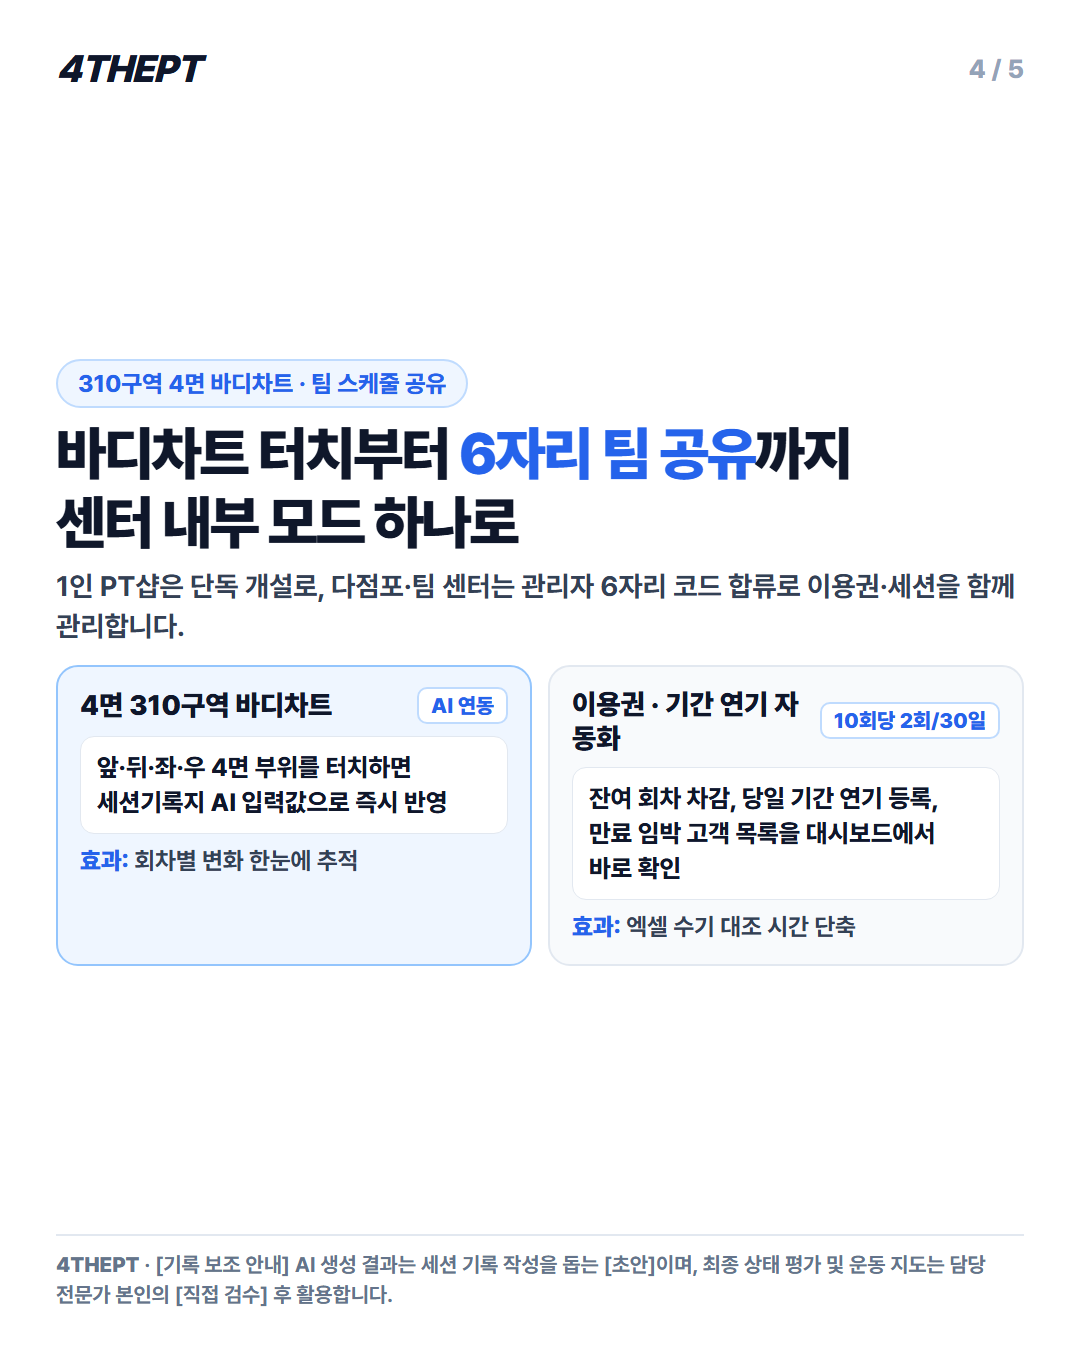 4THEPT
4 / 5
310구역 4면 바디차트 · 팀 스케줄 공유
바디차트 터치부터 6자리 팀 공유까지
센터 내부 모드 하나로
1인 PT샵은 단독 개설로, 다점포·팀 센터는 관리자 6자리 코드 합류로 이용권·세션을 함께
관리합니다.
4면 310구역 바디차트
AI 연동
앞·뒤·좌·우 4면 부위를 터치하면
세션기록지 AI 입력값으로 즉시 반영
효과: 회차별 변화 한눈에 추적
이용권 · 기간 연기 자
동화
10회당 2회/30일
잔여 회차 차감, 당일 기간 연기 등록,
만료 임박 고객 목록을 대시보드에서
바로 확인
효과: 엑셀 수기 대조 시간 단축
4THEPT · [기록 보조 안내] AI 생성 결과는 세션 기록 작성을 돕는 [초안]이며, 최종 상태 평가 및 운동 지도는 담당
전문가 본인의 [직접 검수] 후 활용합니다.